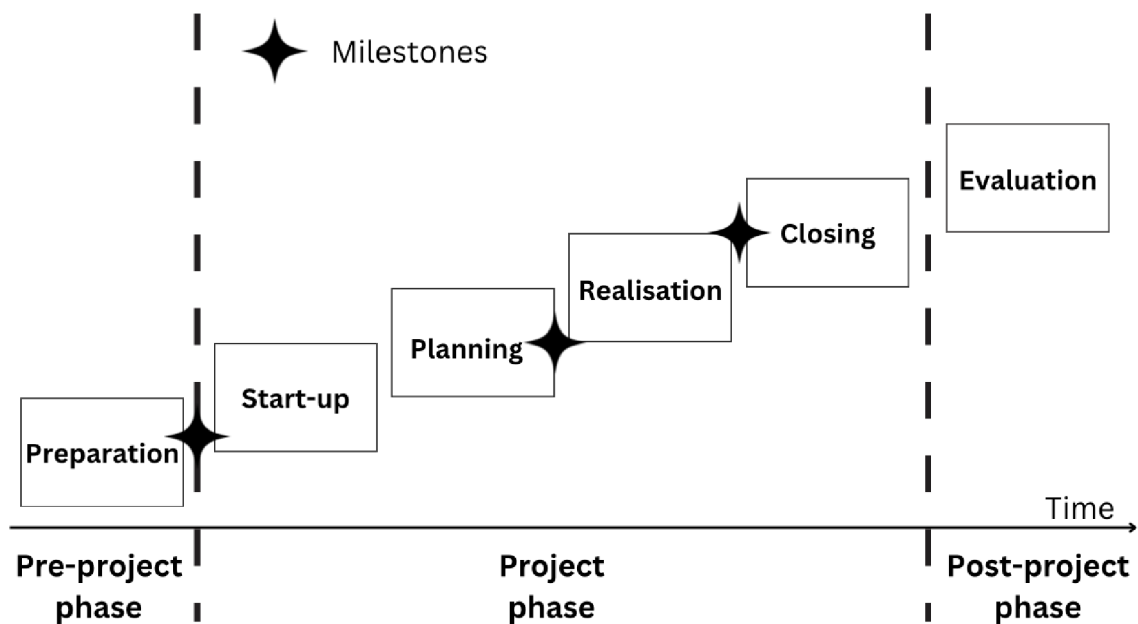 Milestones
Evaluation
Closing
Realisation
Planning
Start-up
Preparation
Time
Pre-project
phase
Project
phase
Post-project
phase